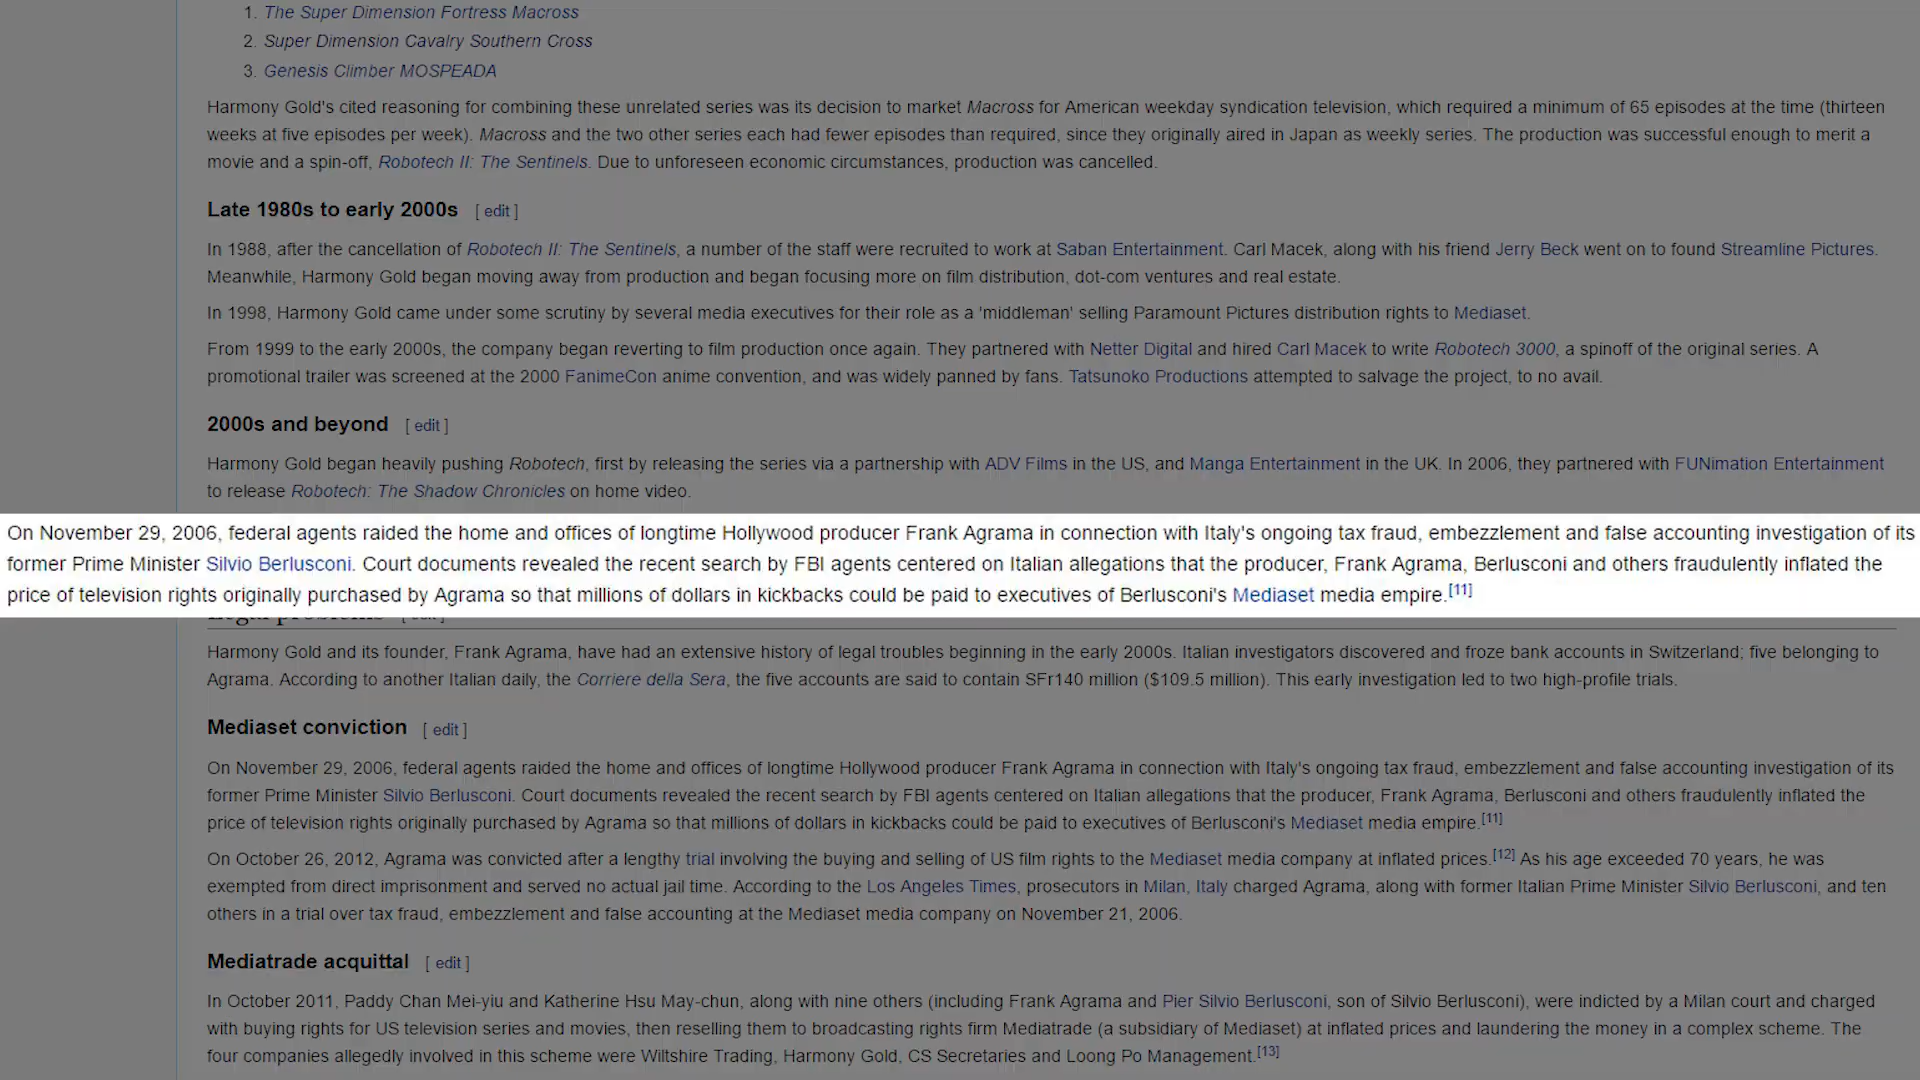 1. The Super Dimension Fortress Macross
2. Super Dimension Cavalry Southern Cross
3. Genesis Climber MOSPEADA
Harmony Gold's cited reasoning for combining these unrelated series was its decision to market Macross for American weekday syndication television, which required a minimum of 65 episodes at the time (thirteen
weeks at five episodes per week). Macross and the two other series each had fewer episodes than required, since they originally aired in Japan as weekly series. The production was successful enough to merit a
movie and a spin-off, Robotech II: The Sentinels. Due to unforeseen economic circumstances, production was cancelled.
Late 1980s to early 2000s [ edit ]
In 1988, after the cancellation of Robotech II: The Sentinels, a number of the staff were recruited to work at Saban Entertainment. Carl Macek, along with his friend Jerry Beck went on to found Streamline Pictures.
Meanwhile, Harmony Gold began moving away from production and began focusing more on film distribution, dot-com ventures and real estate.
In 1998, Harmony Gold came under some scrutiny by several media executives for their role as a 'middleman' selling Paramount Pictures distribution rights to Mediaset.
From 1999 to the early 2000s, the company began reverting to film production once again. They partnered with Netter Digital and hired Carl Macek to write Robotech 3000, a spinoff of the original series. A
promotional trailer was screened at the 2000 FanimeCon anime convention, and was widely panned by fans. Tatsunoko Productions attempted to salvage the project, to no avail.
2000s and beyond [ edit ]
Harmony Gold began heavily pushing Robotech, first by releasing the series via a partnership with ADV Films in the US, and Manga Entertainment in the UK. In 2006, they partnered with FUNimation Entertainment
to release Robotech: The Shadow Chronicles on home video.
On November 29, 2006, federal agents raided the home and offices of longtime Hollywood producer Frank Agrama in connection with Italy's ongoing tax fraud, embezzlement and false accounting investigation of its
former Prime Minister Silvio Berlusconi. Court documents revealed the recent search by FBI agents centered on Italian allegations that the producer, Frank Agrama, Berlusconi and others fraudulently inflated the
price of television rights originally purchased by Agrama so that millions of dollars in kickbacks could be paid to executives of Berlusconi's Mediaset media empire.[11]
Legal problems [ edit ]
Harmony Gold and its founder, Frank Agrama, have had an extensive history of legal troubles beginning in the early 2000s. Italian investigators discovered and froze bank accounts in Switzerland; five belonging to
Agrama. According to another Italian daily, the Corriere della Sera, the five accounts are said to contain SFr140 million ($109.5 million). This early investigation led to two high-profile trials.
Mediaset conviction [ edit ]
On November 29, 2006, federal agents raided the home and offices of longtime Hollywood producer Frank Agrama in connection with Italy's ongoing tax fraud, embezzlement and false accounting investigation of its
former Prime Minister Silvio Berlusconi. Court documents revealed the recent search by FBI agents centered on Italian allegations that the producer, Frank Agrama, Berlusconi and others fraudulently inflated the
price of television rights originally purchased by Agrama so that millions of dollars in kickbacks could be paid to executives of Berlusconi's Mediaset media empire.[11]
On October 26, 2012, Agrama was convicted after a lengthy trial involving the buying and selling of US film rights to the Mediaset media company at inflated prices.[12] As his age exceeded 70 years, he was
exempted from direct imprisonment and served no actual jail time. According to the Los Angeles Times, prosecutors in Milan, Italy charged Agrama, along with former Italian Prime Minister Silvio Berlusconi, and ten
others in a trial over tax fraud, embezzlement and false accounting at the Mediaset media company on November 21, 2006.
Mediatrade acquittal [ edit ]
In October 2011, Paddy Chan Mei-yiu and Katherine Hsu May-chun, along with nine others (including Frank Agrama and Pier Silvio Berlusconi, son of Silvio Berlusconi), were indicted by a Milan court and charged
with buying rights for US television series and movies, then reselling them to broadcasting rights firm Mediatrade (a subsidiary of Mediaset) at inflated prices and laundering the money in a complex scheme. The
four companies allegedly involved in this scheme were Wiltshire Trading, Harmony Gold, CS Secretaries and Loong Po Management.[13]